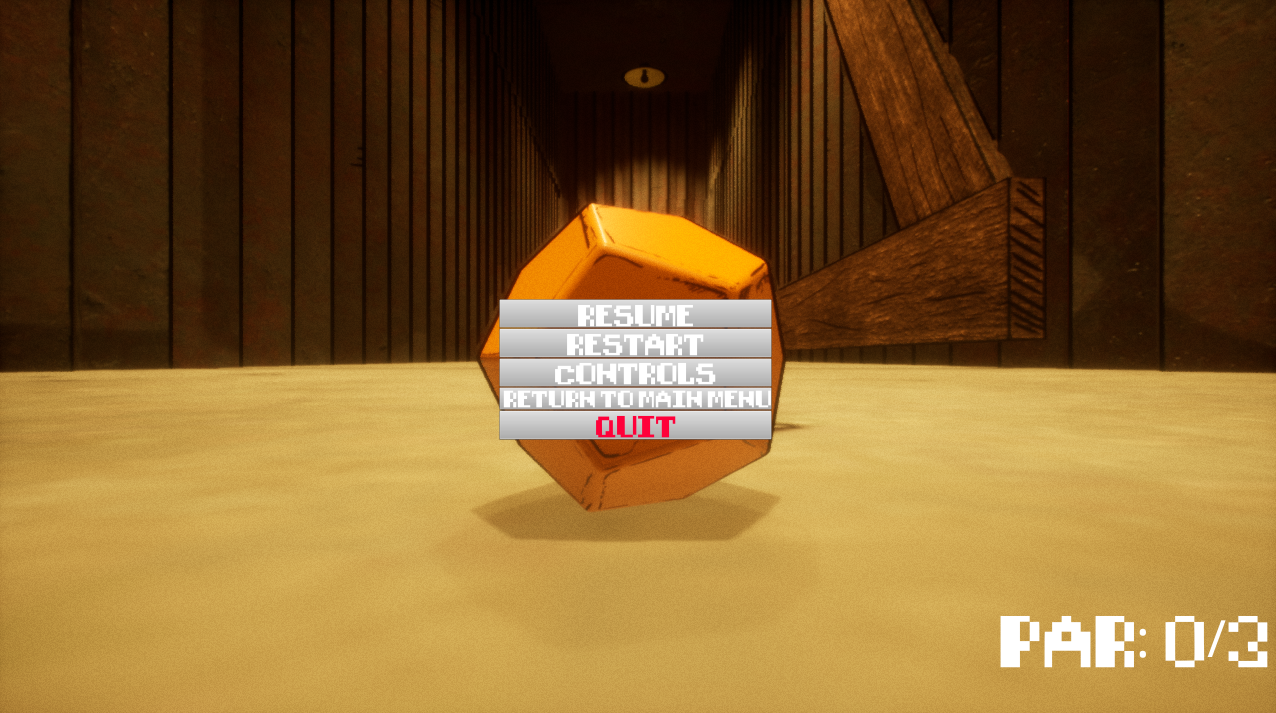 RESUME
RESTART
CONTROLS
RETURN TO MAIN MENU
QUIT
PAR: 0/3